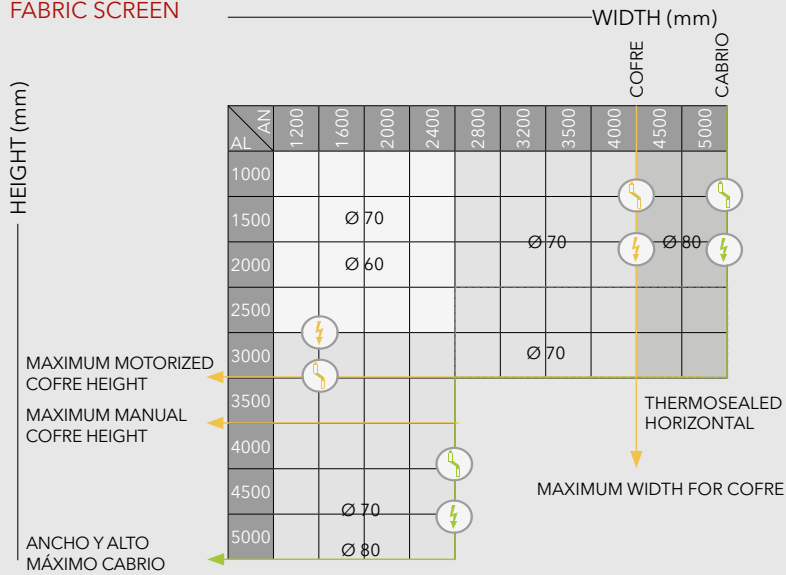 FABRIC SCREEN
WIDTH (mm)
COFRE
CABRIO
HEIGHT (mm)
AL AN 1200 1600 2000 2400 2800 3200 3500 4000 4500 5000
1000
1500 Ø 70
Ø 70 Ø 80
2000 Ø 60
2500
3000 Ø 70
MAXIMUM MOTORIZED
COFRE HEIGHT
3500
THERMOSEALED
HORIZONTAL
MAXIMUM MANUAL
COFRE HEIGHT
4000
4500
MAXIMUM WIDTH FOR COFRE
Ø 70
5000
Ø 80
ANCHO Y ALTO
MÁXIMO CABRIO